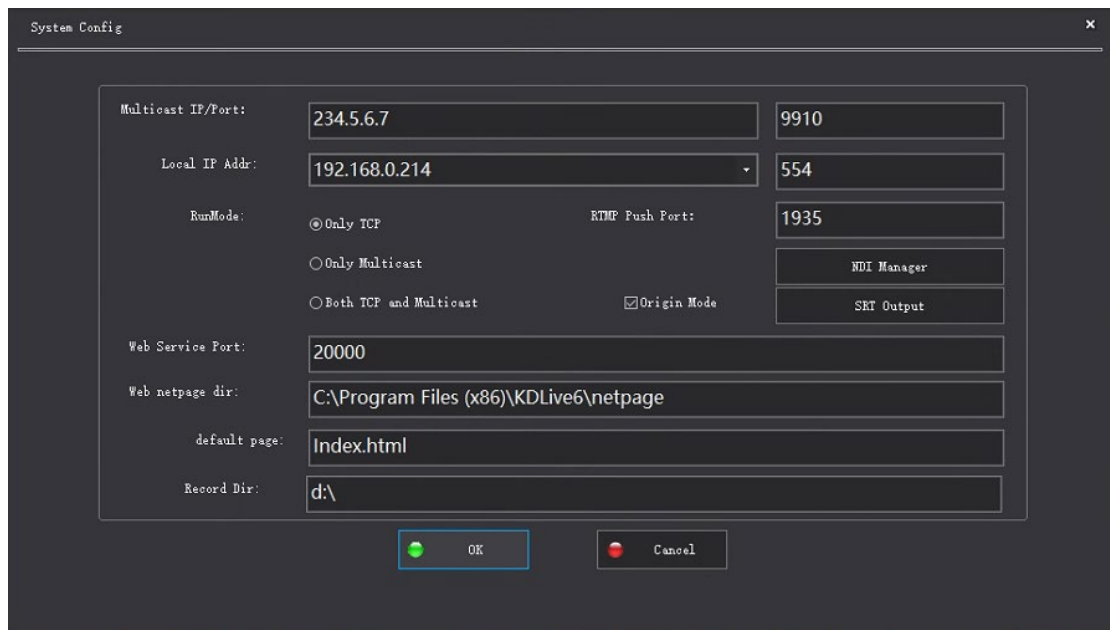 System Config
Multicast IP/Port: 234.5.6.7 9910
Local IP Addr: 192.168.0.214 554
RunMode: Only TCP RTMP Push Port: 1935
Only Multicast NDI Manager
Both TCP and Multicast Origin Mode SRT Output
Web Service Port: 20000
Web netpage dir: C:\Program Files (x86)\KDLive6\netpage
default page: Index.html
Record Dir: d:\
OK Cancel